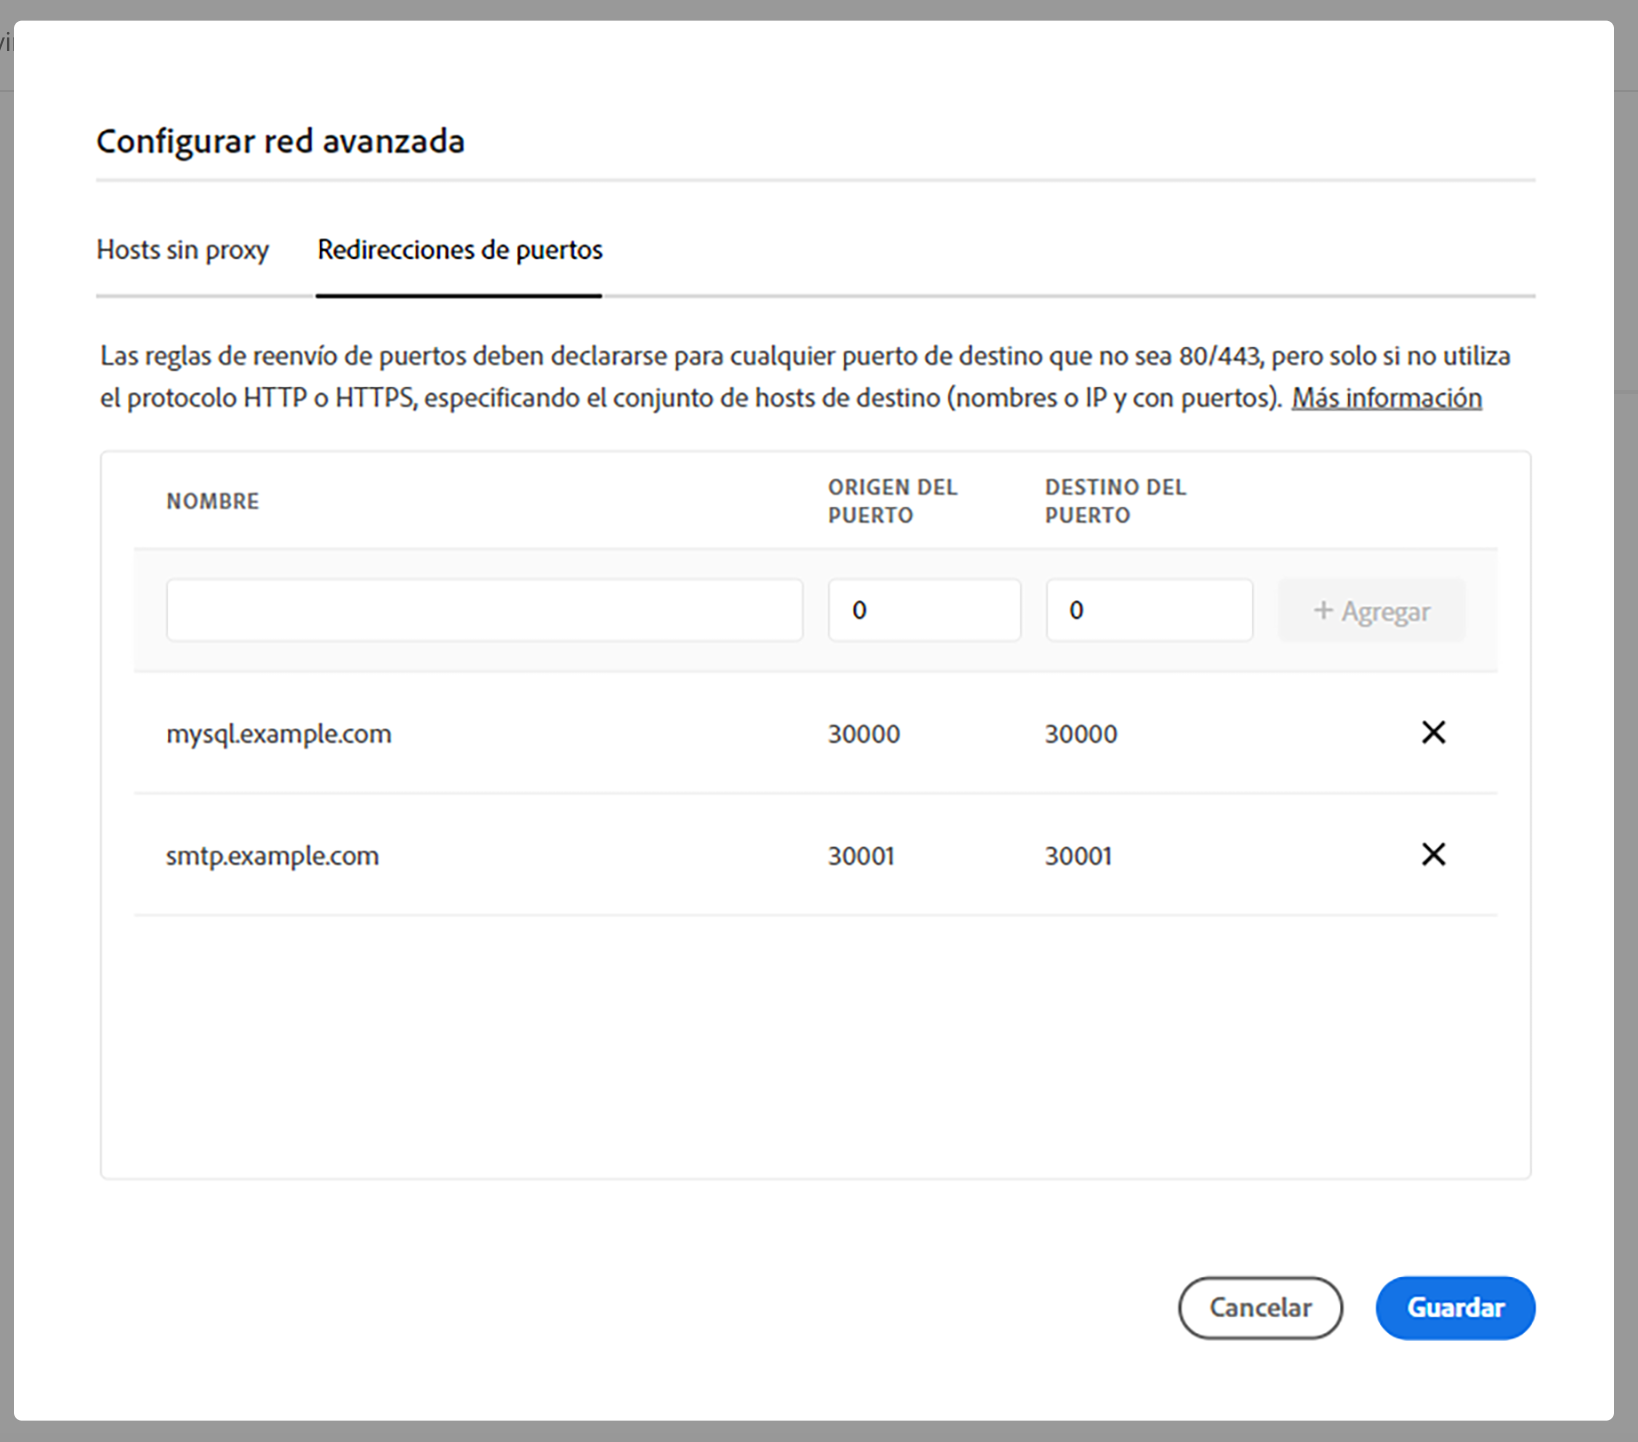 Configurar red avanzada
Hosts sin proxy
Redirecciones de puertos
Las reglas de reenvío de puertos deben declararse para cualquier puerto de destino que no sea 80/443, pero solo si no utiliza
el protocolo HTTP o HTTPS, especificando el conjunto de hosts de destino (nombres o IP y con puertos). Más información
NOMBRE
ORIGEN DEL
PUERTO
DESTINO DEL
PUERTO
0
0
+ Agregar
mysql.example.com
30000
30000
smtp.example.com
30001
30001
Cancelar
Guardar